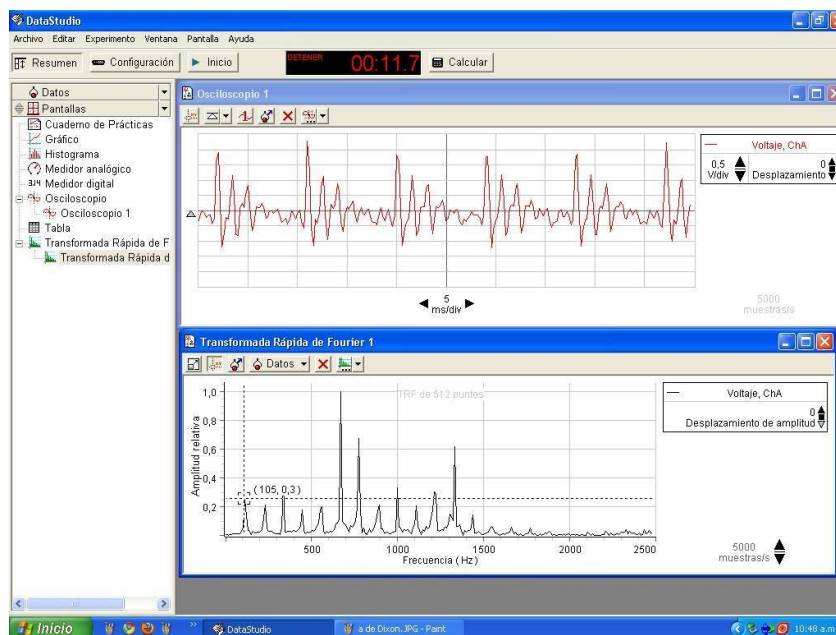 DataStudio
Archivo Editar Experimento Ventana Pantalla Ayuda
Resumen Configuración Inicio DETENER 00:11.7 Calcular
Datos
Pantallas
Cuaderno de Prácticas
Gráfico
Histograma
Medidor analógico
3,14 Medidor digital
Osciloscopio
Osciloscopio 1
Tabla
Transformada Rápida de F
Transformada Rápida d
Osciloscopio 1
Voltaje, ChA
0,5
V/div
0
Desplazamiento
5
ms/div
5000
muestras/s
Transformada Rápida de Fourier 1
Datos
TRF de 512 puntos
Amplitud relativa
1,0
0,8
0,6
0,4
0,2
(105, 0,3)
500 1000 1500 2000 2500
Frecuencia (Hz)
Voltaje, ChA
0
Desplazamiento de amplitud
5000
muestras/s
Inicio
DataStudio
a de Dixon.JPG - Paint
10:48 a.m.